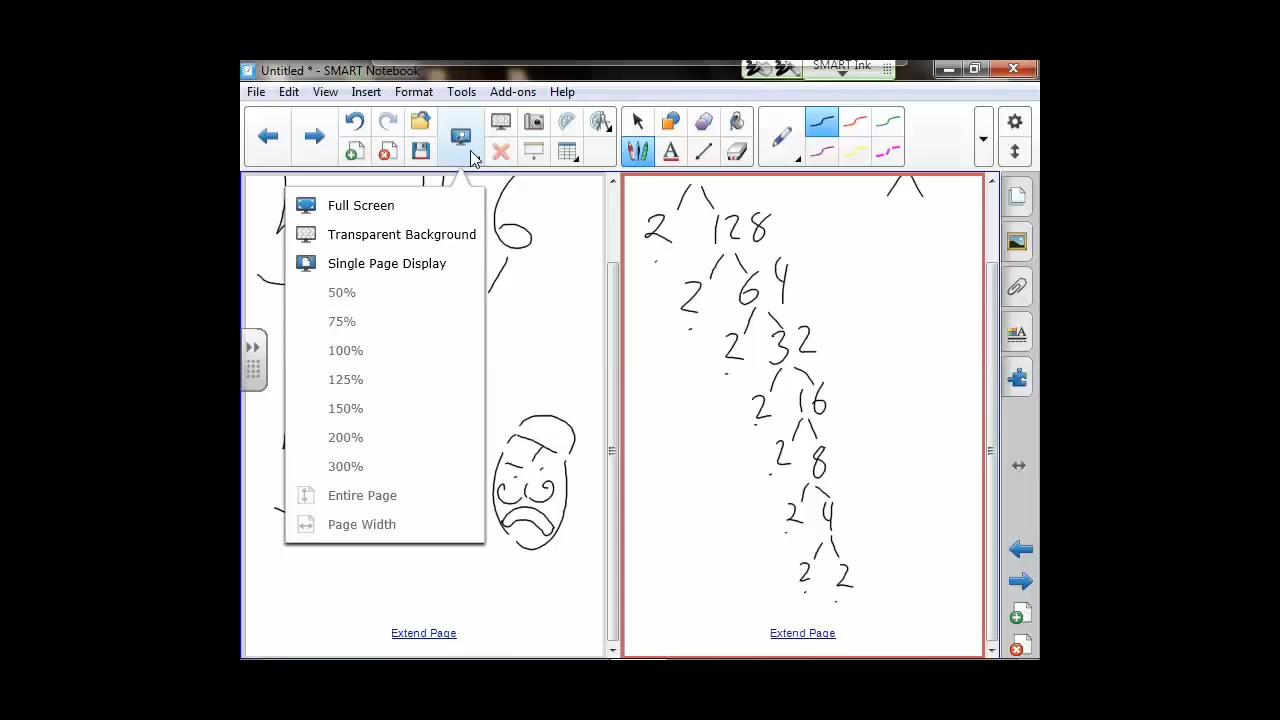 Untitled * - SMART Notebook
SMART Ink
File Edit View Insert Format Tools Add-ons Help
Full Screen
Transparent Background
Single Page Display
50%
75%
100%
125%
150%
200%
300%
Entire Page
Page Width
6
Extend Page
2 128
2 64
2 32
2 16
2 8
2 4
2 2
Extend Page